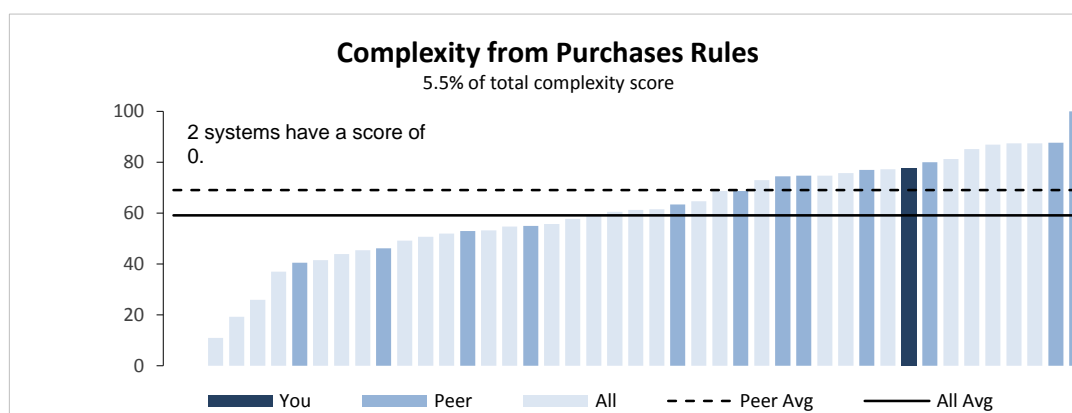 Complexity from Purchases Rules
5.5% of total complexity score
100
80
60
40
20
0
2 systems have a score of
0.
You Peer All Peer Avg All Avg